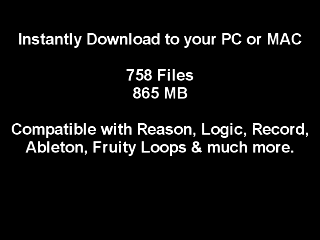 Instantly Download to your PC or MAC
758 Files
865 MB
Compatible with Reason, Logic, Record,
Ableton, Fruity Loops & much more.